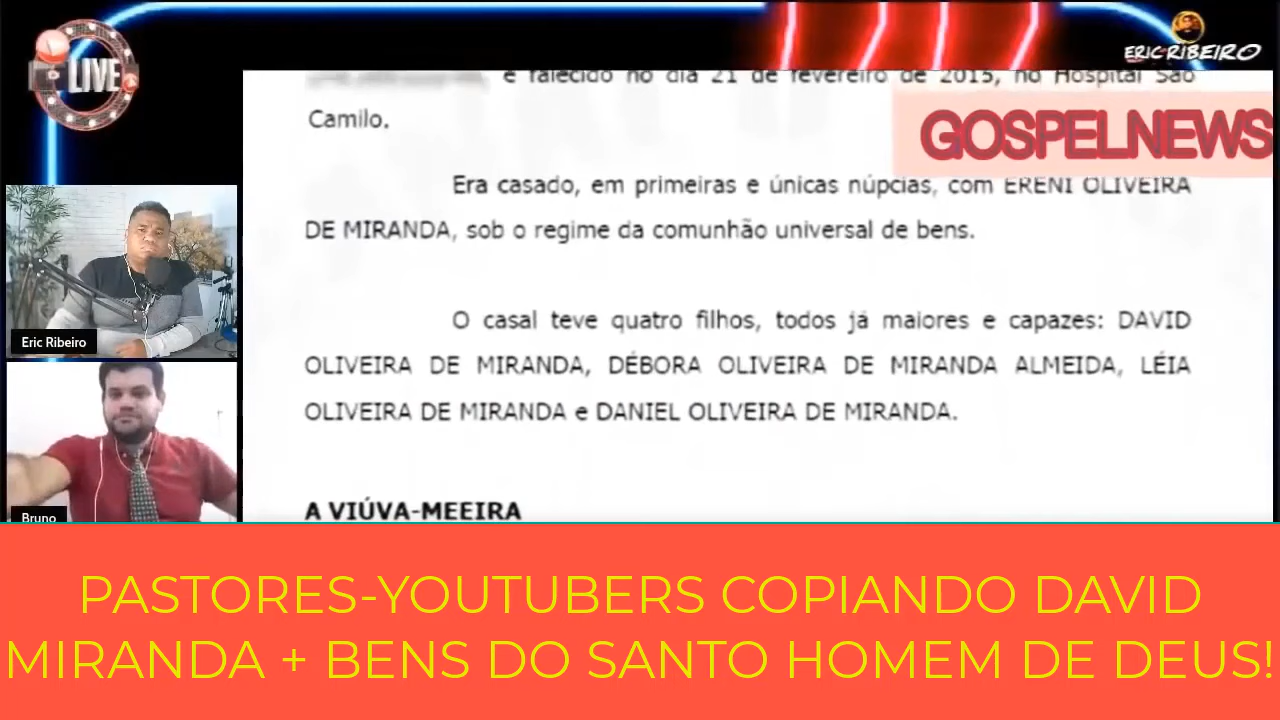 LIVE
ERIC RIBEIRO
e falecido no dia 21 de fevereiro de 2015, no Hospital São
Camilo.
GOSPELNEWS
Era casado, em primeiras e únicas núpcias, com ERENI OLIVEIRA
DE MIRANDA, sob o regime da comunhão universal de bens.
O casal teve quatro filhos, todos já maiores e capazes: DAVID
OLIVEIRA DE MIRANDA, DÉBORA OLIVEIRA DE MIRANDA ALMEIDA, LÉIA
OLIVEIRA DE MIRANDA e DANIEL OLIVEIRA DE MIRANDA.
A VIÚVA-MEEIRA
Eric Ribeiro
Bruno
PASTORES-YOUTUBERS COPIANDO DAVID
MIRANDA + BENS DO SANTO HOMEM DE DEUS!